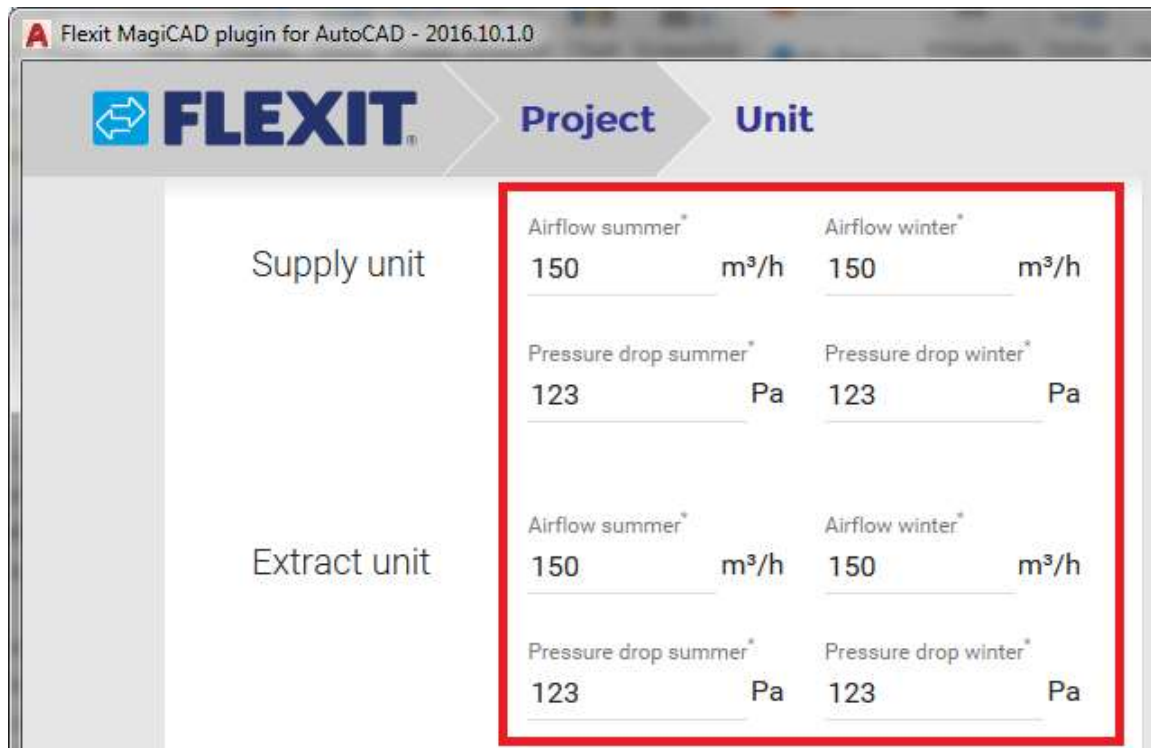 Flexit MagiCAD plugin for AutoCAD - 2016.10.1.0
FLEXIT® Project Unit
Supply unit
Airflow summer* Airflow winter*
150 m³/h 150 m³/h
Pressure drop summer* Pressure drop winter*
123 Pa 123 Pa
Extract unit
Airflow summer* Airflow winter*
150 m³/h 150 m³/h
Pressure drop summer* Pressure drop winter*
123 Pa 123 Pa